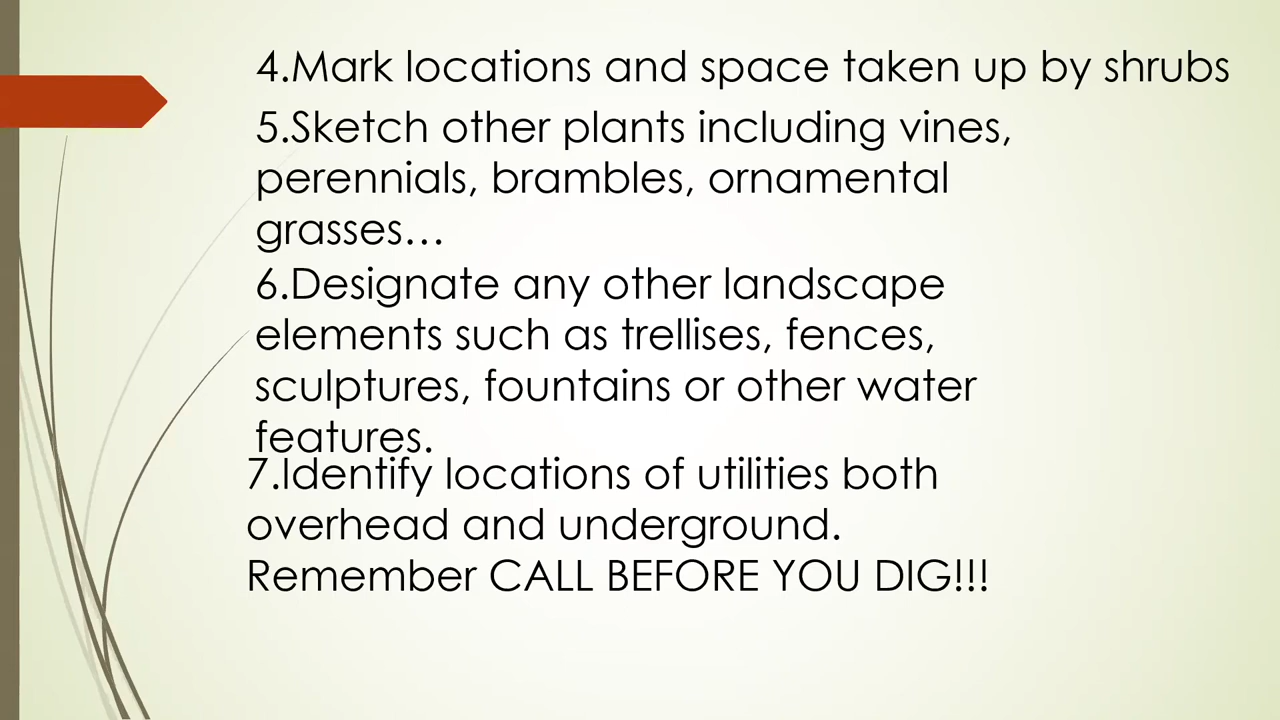 4.Mark locations and space taken up by shrubs
5.Sketch other plants including vines,
perennials, brambles, ornamental
grasses…
6.Designate any other landscape
elements such as trellises, fences,
sculptures, fountains or other water
features.
7.Identify locations of utilities both
overhead and underground.
Remember CALL BEFORE YOU DIG!!!